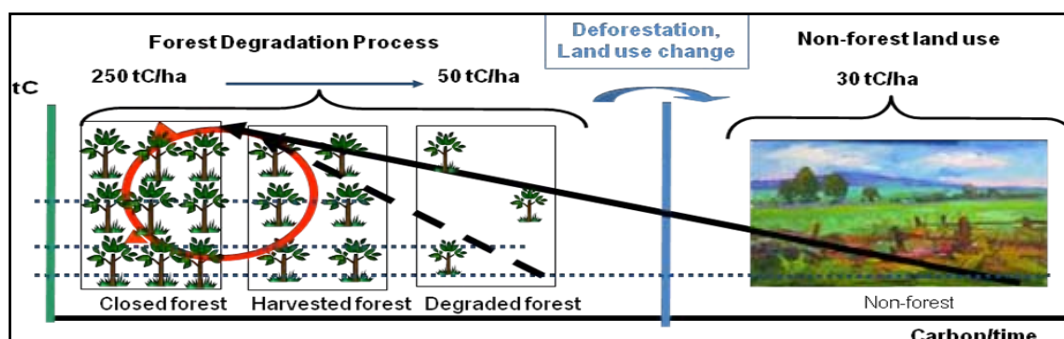 Forest Degradation Process
Deforestation,
Land use change
Non-forest land use
250 tC/ha
50 tC/ha
30 tC/ha
tC
Closed forest
Harvested forest
Degraded forest
Non-forest
Carbon/time